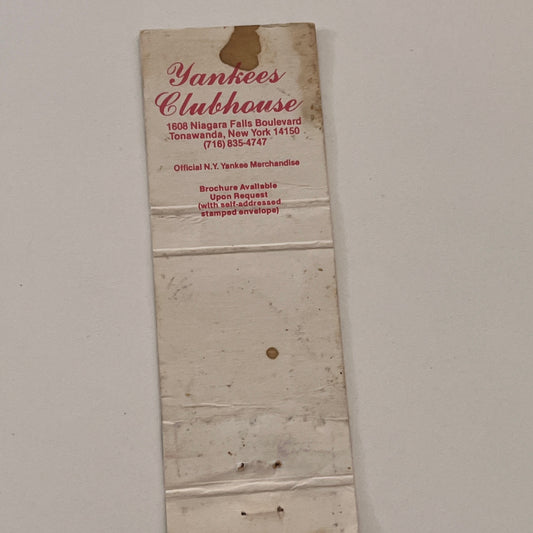 Yankees
Clubhouse
1608 Niagara Falls Boulevard
Tonawanda, New York 14150
(716) 835-4747
Official N.Y. Yankee Merchandise
Brochure Available
Upon Request
(with self-addressed
stamped envelope)